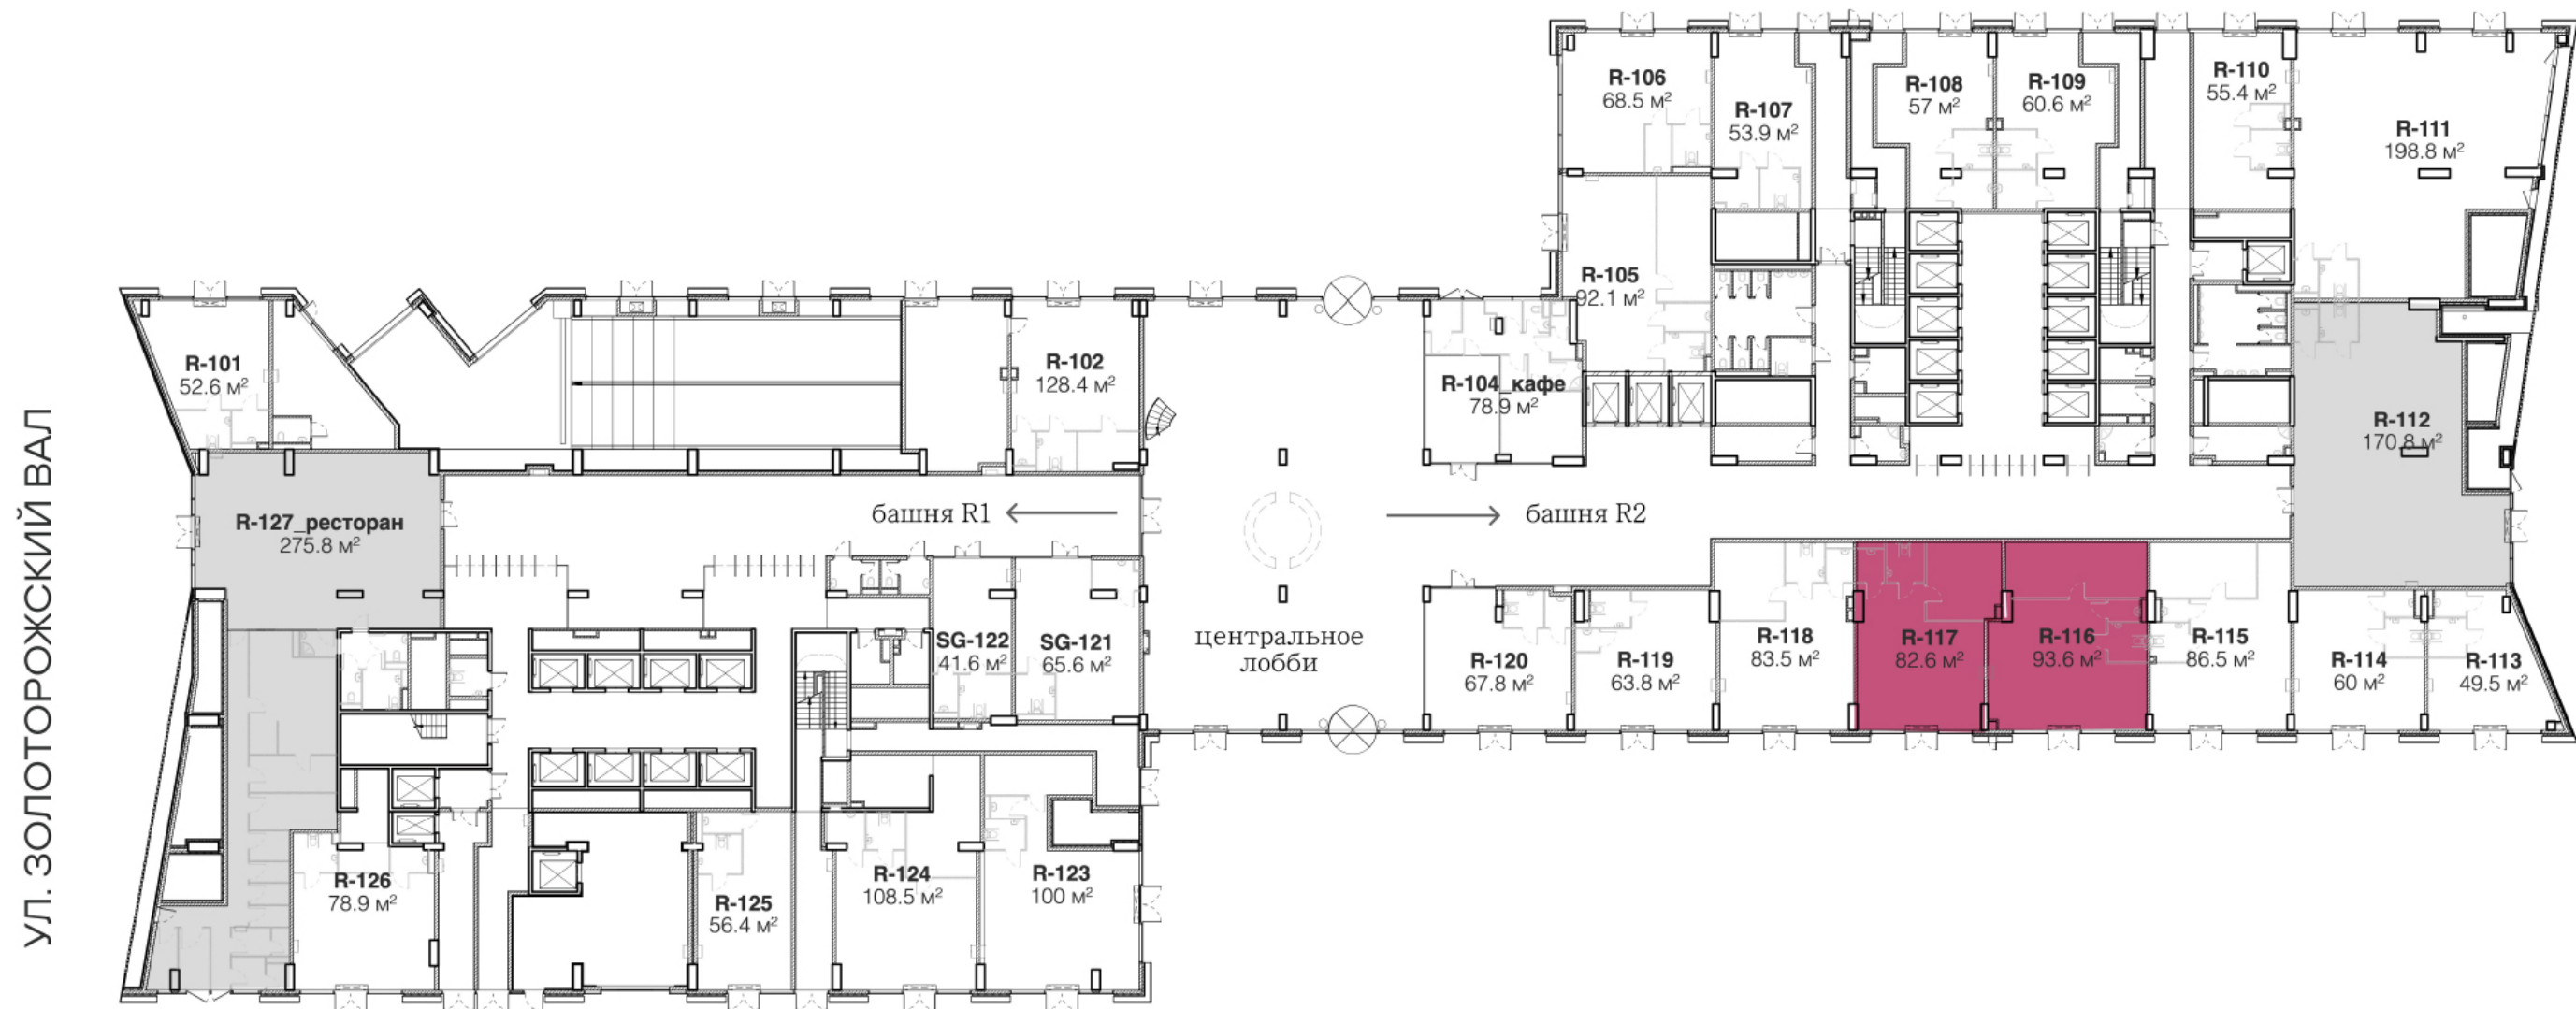 R-106
68.5 м²
R-107
53.9 м²
R-108
57 м²
R-109
60.6 м²
R-110
55.4 м²
R-111
198.8 м²
R-105
92.1 м²
R-101
52.6 м²
R-102
128.4 м²
R-104_кафе
78.9 м²
R-112
170.8 м²
УЛ. ЗОЛОТОРОЖСКИЙ ВАЛ
R-127_ресторан
275.8 м²
башня R1
башня R2
SG-122
41.6 м²
SG-121
65.6 м²
центральное
лобби
R-120
67.8 м²
R-119
63.8 м²
R-118
83.5 м²
R-117
82.6 м²
R-116
93.6 м²
R-115
86.5 м²
R-114
60 м²
R-113
49.5 м²
R-126
78.9 м²
R-125
56.4 м²
R-124
108.5 м²
R-123
100 м²